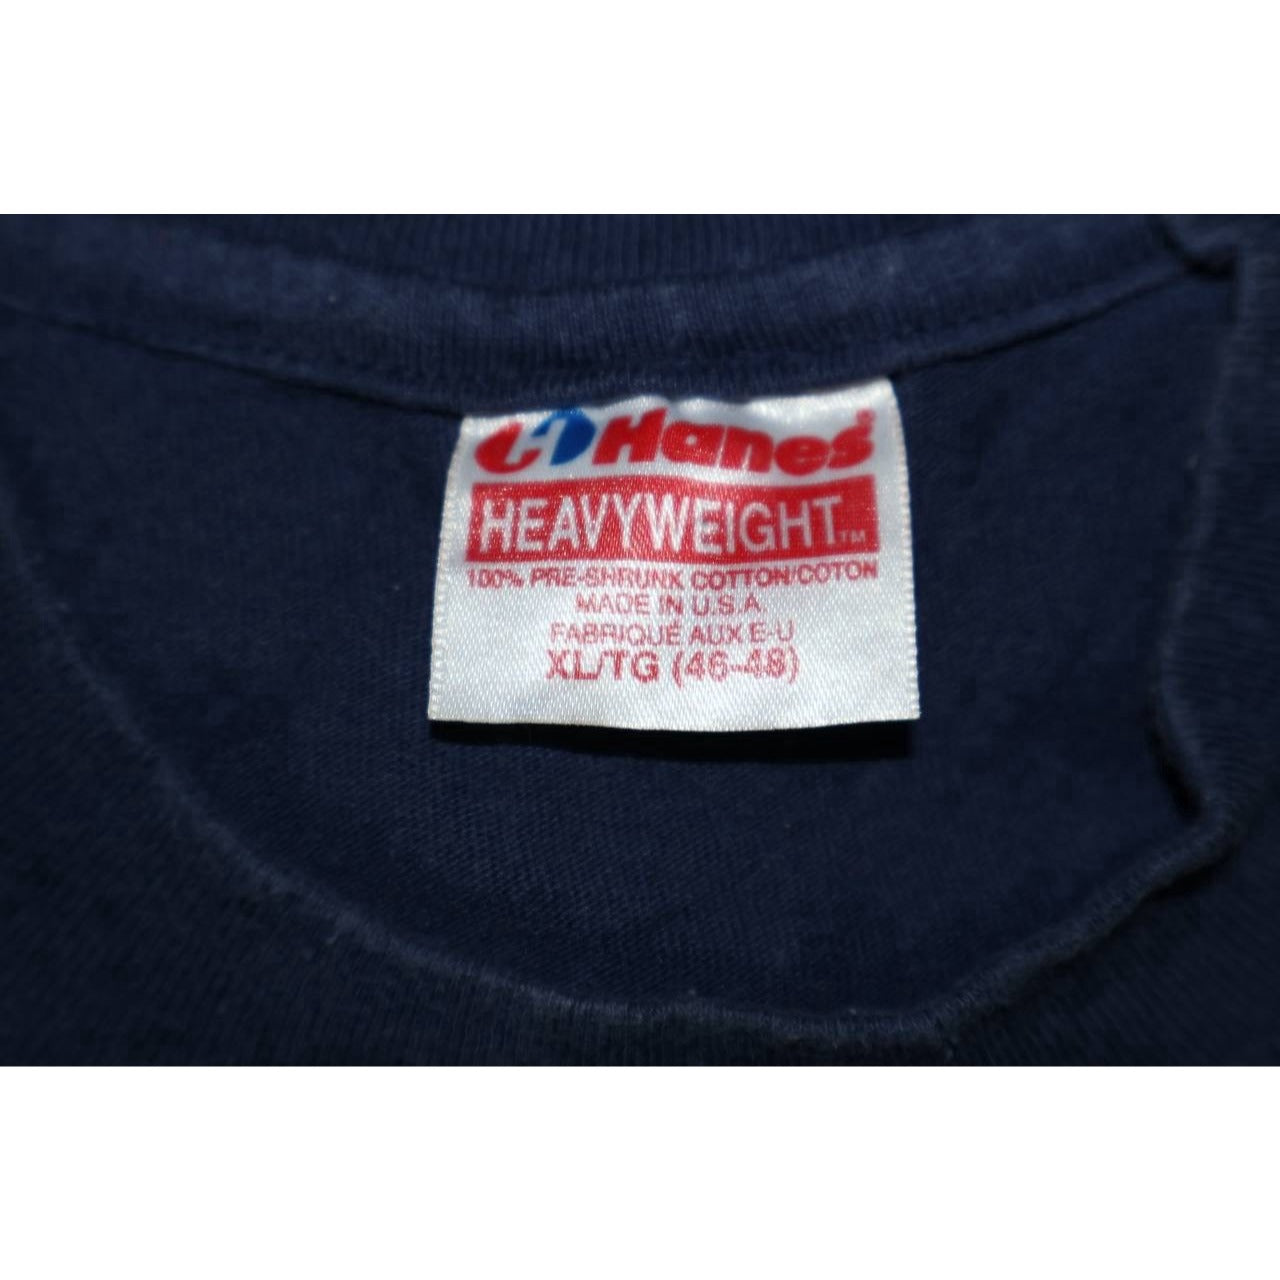 Hanes®
HEAVYWEIGHT™
100% PRE-SHRUNK COTTON/COTON
MADE IN U.S.A.
FABRIQUÉ AUX E-U
XL/TG (46-48)